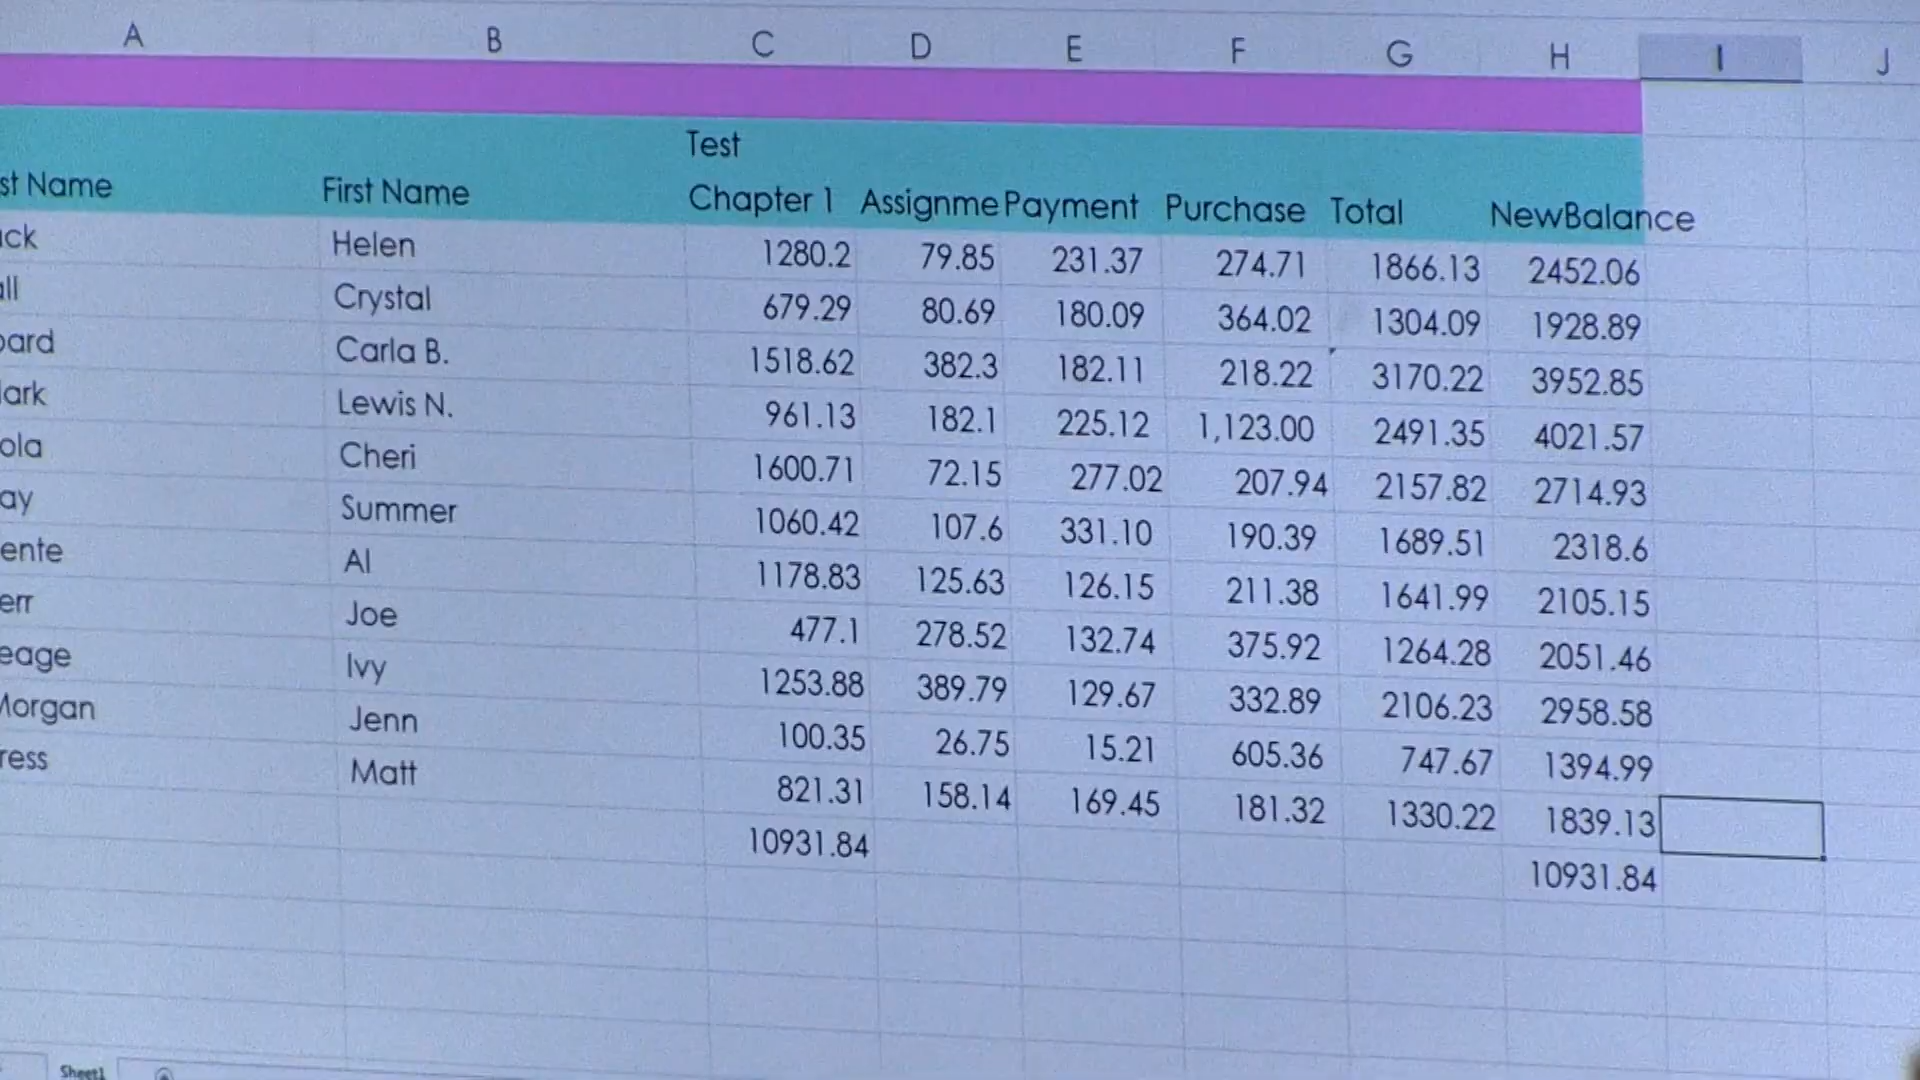 A B C D E F G H I J
Test
st Name First Name Chapter 1 Assignme Payment Purchase Total NewBalance
ack Helen 1280.2 79.85 231.37 274.71 1866.13 2452.06
all Crystal 679.29 80.69 180.09 364.02 1304.09 1928.89
oard Carla B. 1518.62 382.3 182.11 218.22 3170.22 3952.85
lark Lewis N. 961.13 182.1 225.12 1,123.00 2491.35 4021.57
ola Cheri 1600.71 72.15 277.02 207.94 2157.82 2714.93
ay Summer 1060.42 107.6 331.10 190.39 1689.51 2318.6
ente Al 1178.83 125.63 126.15 211.38 1641.99 2105.15
err Joe 477.1 278.52 132.74 375.92 1264.28 2051.46
eage Ivy 1253.88 389.79 129.67 332.89 2106.23 2958.58
Morgan Jenn 100.35 26.75 15.21 605.36 747.67 1394.99
ress Matt 821.31 158.14 169.45 181.32 1330.22 1839.13
10931.84 10931.84
Sheet1